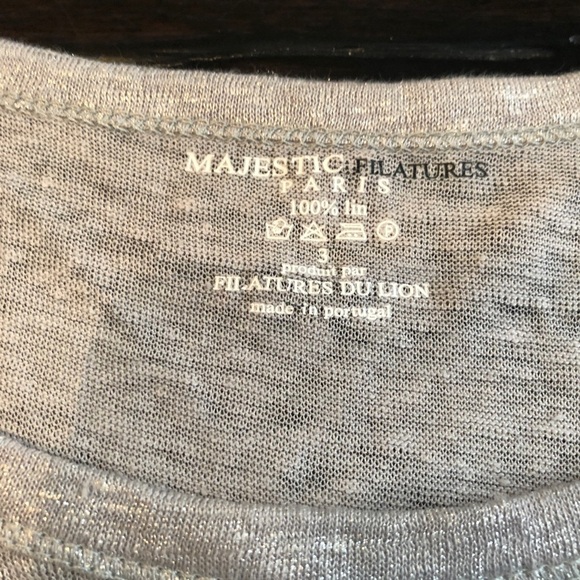 MAJESTIC FILATURES
PARIS
100% lin
3
produit par
FILATURES DU LION
made in portugal